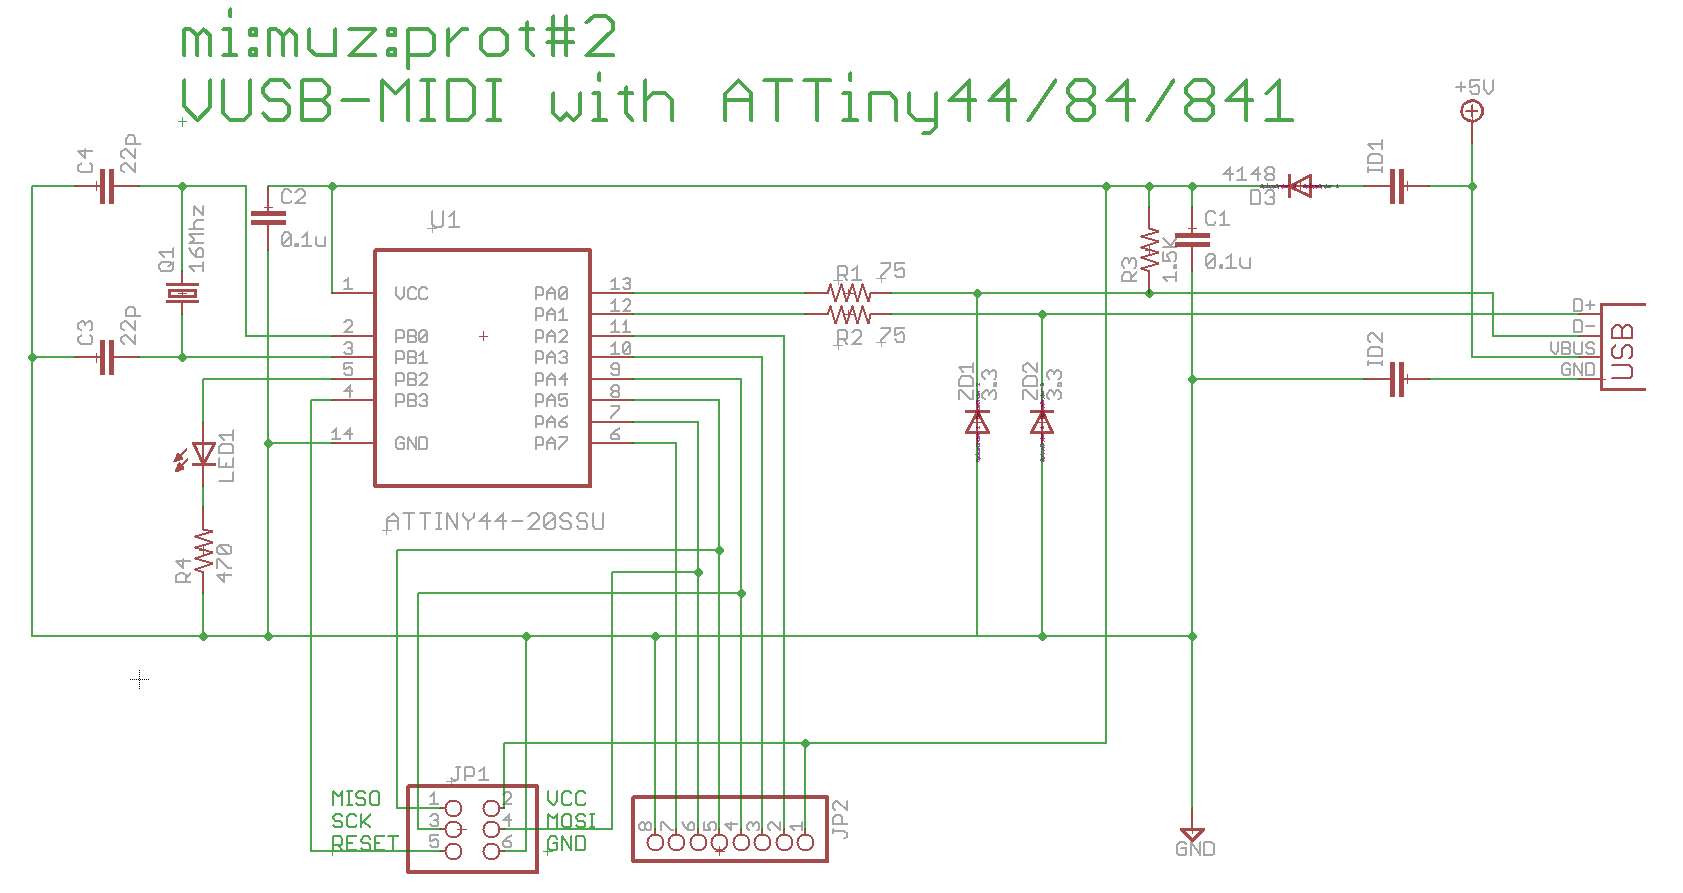 mi:muz:prot#2
VUSB-MIDI with ATTiny44/84/841
+5V
C4
22p
C2
0.1u
Q1
16Mhz
C3
22p
U1
1
VCC
2
PB0
3
PB1
5
PB2
4
PB3
14
GND
PA0
13
PA1
12
PA2
11
PA3
10
PA4
9
PA5
8
PA6
7
PA7
6
ATTINY44-20SSU
R1
75
R2
75
4148
D3
ID1
C1
0.1u
R3
1.5K
ZD1
3.3
ZD2
3.3
ID2
D+
D-
VBUS
GND
USB
LED1
R4
470
JP1
MISO
1
2
VCC
SCK
3
4
MOSI
RESET
5
6
GND
8
7
6
5
4
3
2
1
JP2
GND